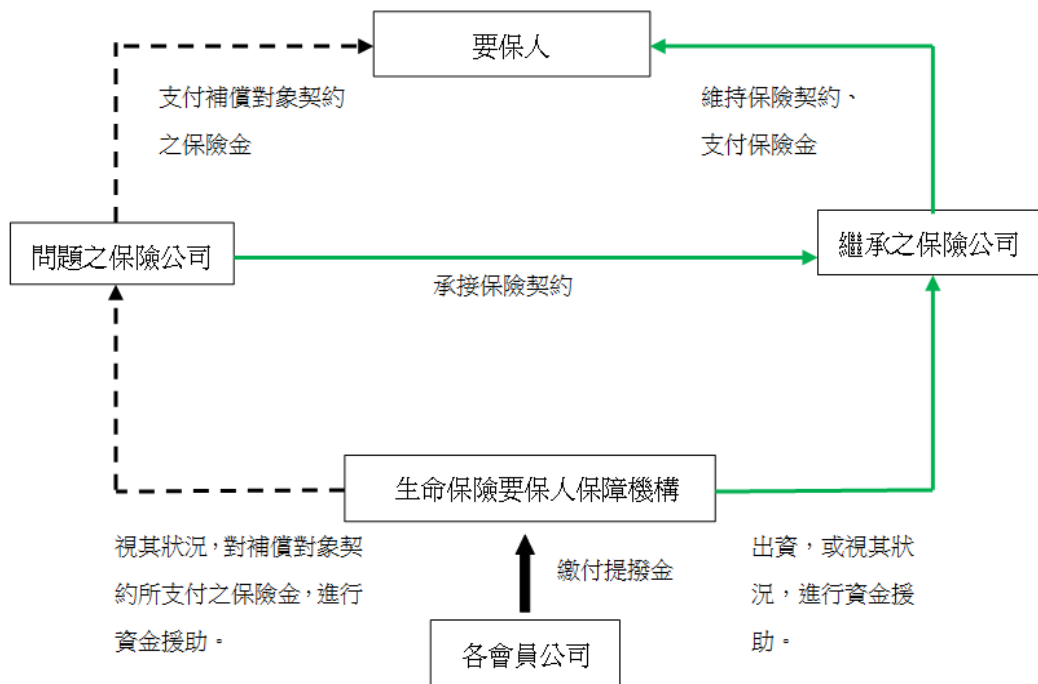 要保人
支付補償對象契約
之保險金
維持保險契約、
支付保險金
問題之保險公司
繼承之保險公司
承接保險契約
生命保險要保人保障機構
視其狀況，對補償對象契
約所支付之保險金，進行
資金援助。
繳付提撥金
出資，或視其狀
況，進行資金援
助。
各會員公司